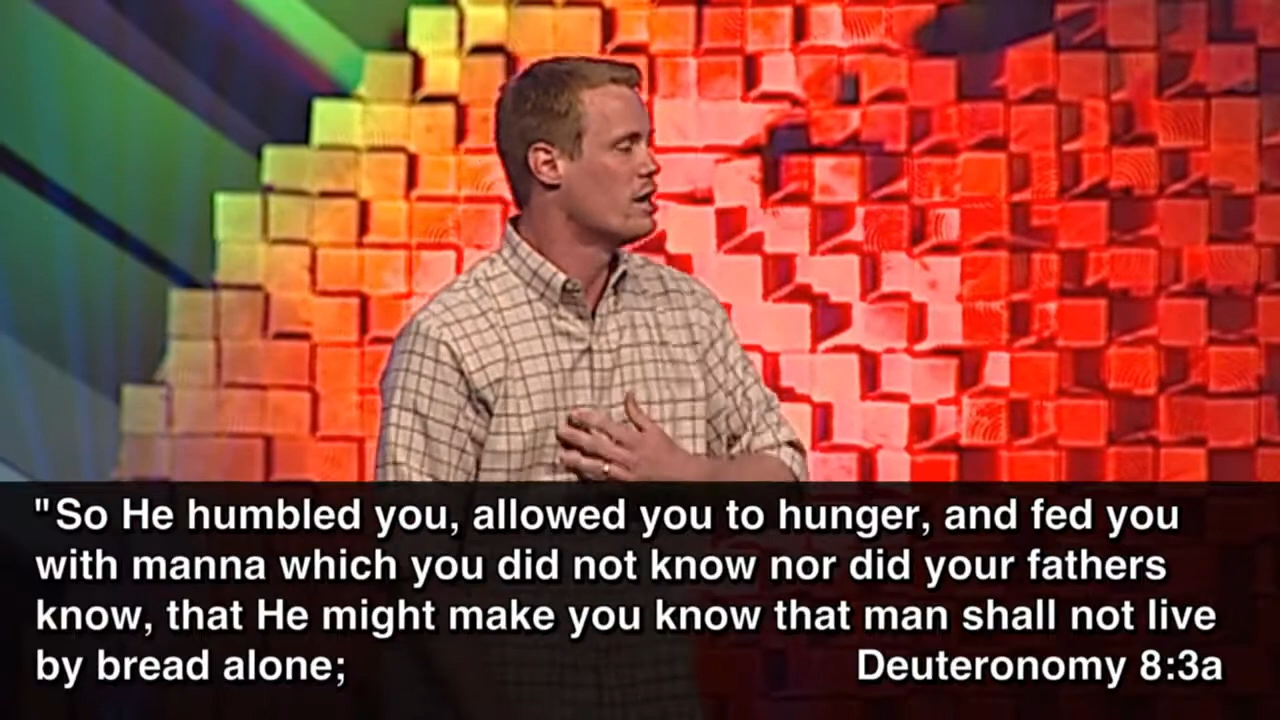 "So He humbled you, allowed you to hunger, and fed you
with manna which you did not know nor did your fathers
know, that He might make you know that man shall not live
by bread alone; Deuteronomy 8:3a